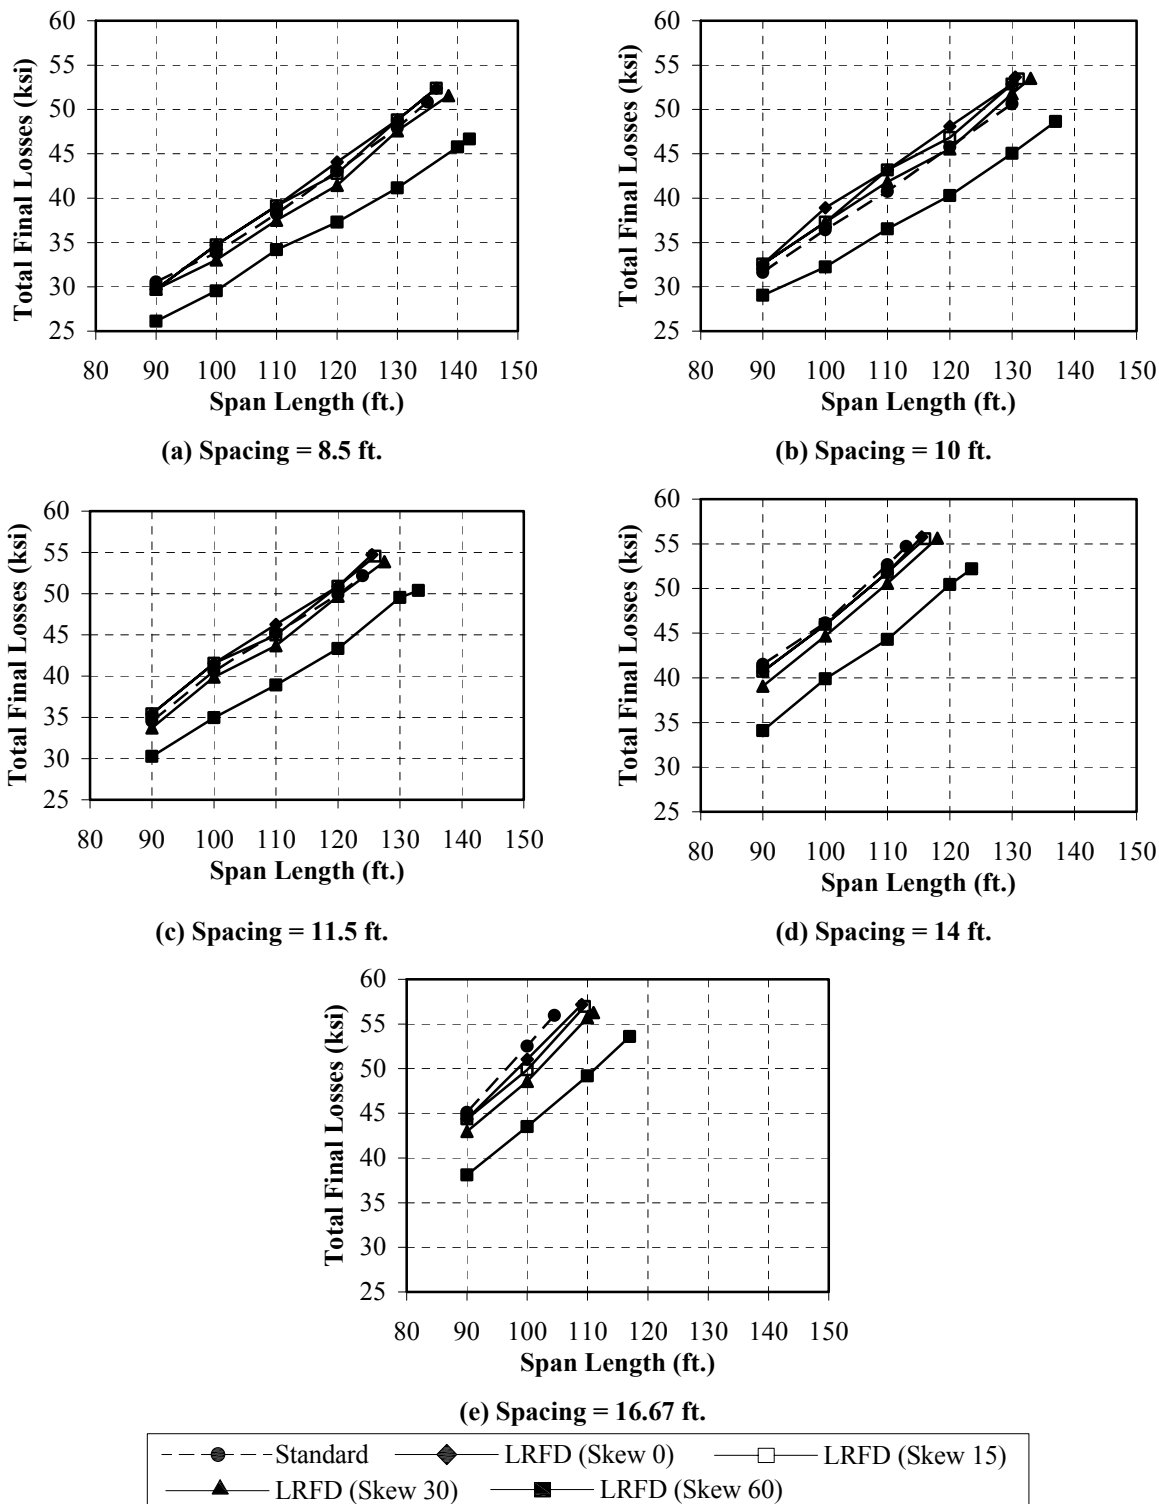 60
55
50
45
40
35
30
25
Total Final Losses (ksi)
80 90 100 110 120 130 140 150
Span Length (ft.)
(a) Spacing = 8.5 ft.
60
55
50
45
40
35
30
25
Total Final Losses (ksi)
80 90 100 110 120 130 140 150
Span Length (ft.)
(b) Spacing = 10 ft.
60
55
50
45
40
35
30
25
Total Final Losses (ksi)
80 90 100 110 120 130 140 150
Span Length (ft.)
(c) Spacing = 11.5 ft.
60
55
50
45
40
35
30
25
Total Final Losses (ksi)
80 90 100 110 120 130 140 150
Span Length (ft.)
(d) Spacing = 14 ft.
60
55
50
45
40
35
30
25
Total Final Losses (ksi)
80 90 100 110 120 130 140 150
Span Length (ft.)
(e) Spacing = 16.67 ft.
Standard LRFD (Skew 0) LRFD (Skew 15)
LRFD (Skew 30) LRFD (Skew 60)